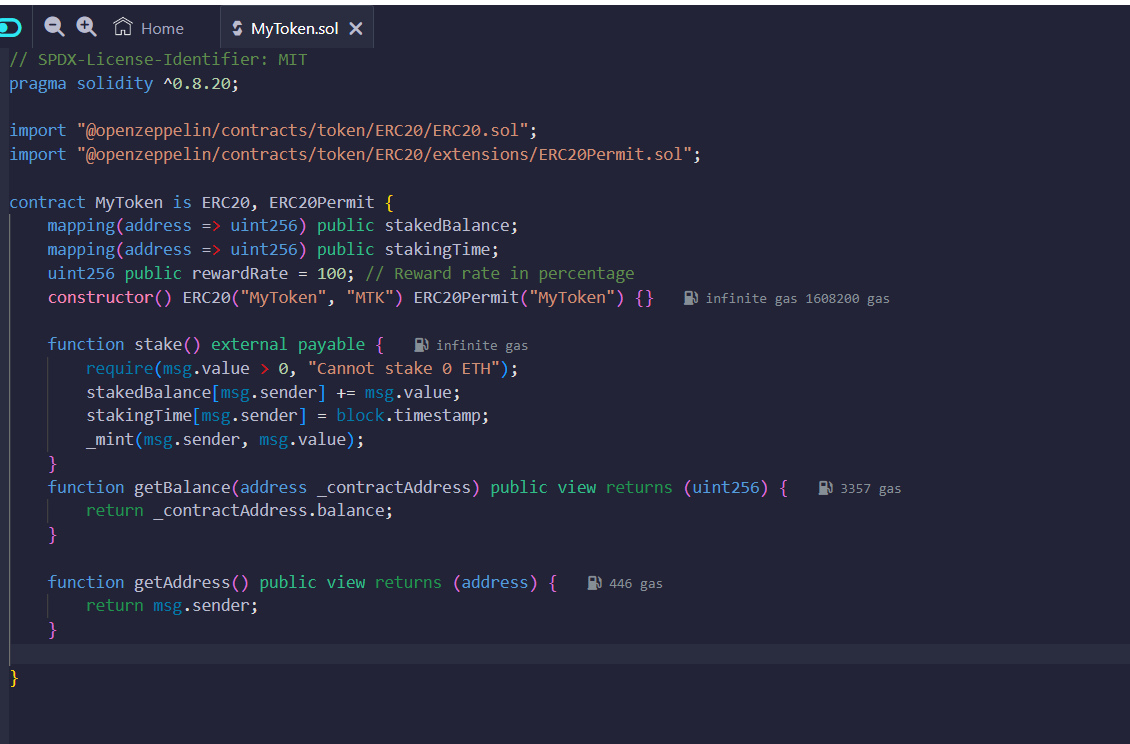 Home MyToken.sol
// SPDX-License-Identifier: MIT
pragma solidity ^0.8.20;
import "@openzeppelin/contracts/token/ERC20/ERC20.sol";
import "@openzeppelin/contracts/token/ERC20/extensions/ERC20Permit.sol";
contract MyToken is ERC20, ERC20Permit {
mapping(address => uint256) public stakedBalance;
mapping(address => uint256) public stakingTime;
uint256 public rewardRate = 100; // Reward rate in percentage
constructor() ERC20("MyToken", "MTK") ERC20Permit("MyToken") {} infinite gas 1608200 gas
function stake() external payable { infinite gas
require(msg.value > 0, "Cannot stake 0 ETH");
stakedBalance[msg.sender] += msg.value;
stakingTime[msg.sender] = block.timestamp;
_mint(msg.sender, msg.value);
}
function getBalance(address _contractAddress) public view returns (uint256) { 3357 gas
return _contractAddress.balance;
}
function getAddress() public view returns (address) { 446 gas
return msg.sender;
}
}